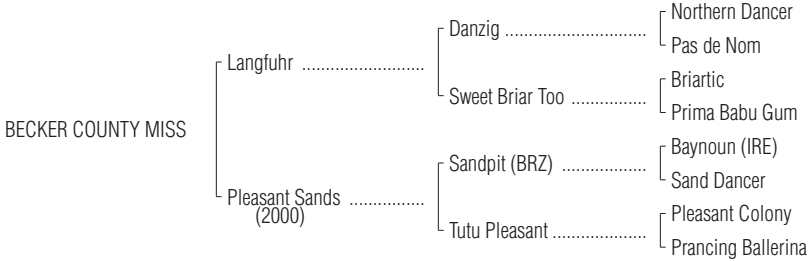 Northern Dancer
Danzig ..............................
Pas de Nom
Langfuhr ..........................
Briartic
Sweet Briar Too ................
Prima Babu Gum
BECKER COUNTY MISS
Baynoun (IRE)
Sandpit (BRZ) ..................
Sand Dancer
Pleasant Sands ................
(2000)
Pleasant Colony
Tutu Pleasant ....................
Prancing Ballerina